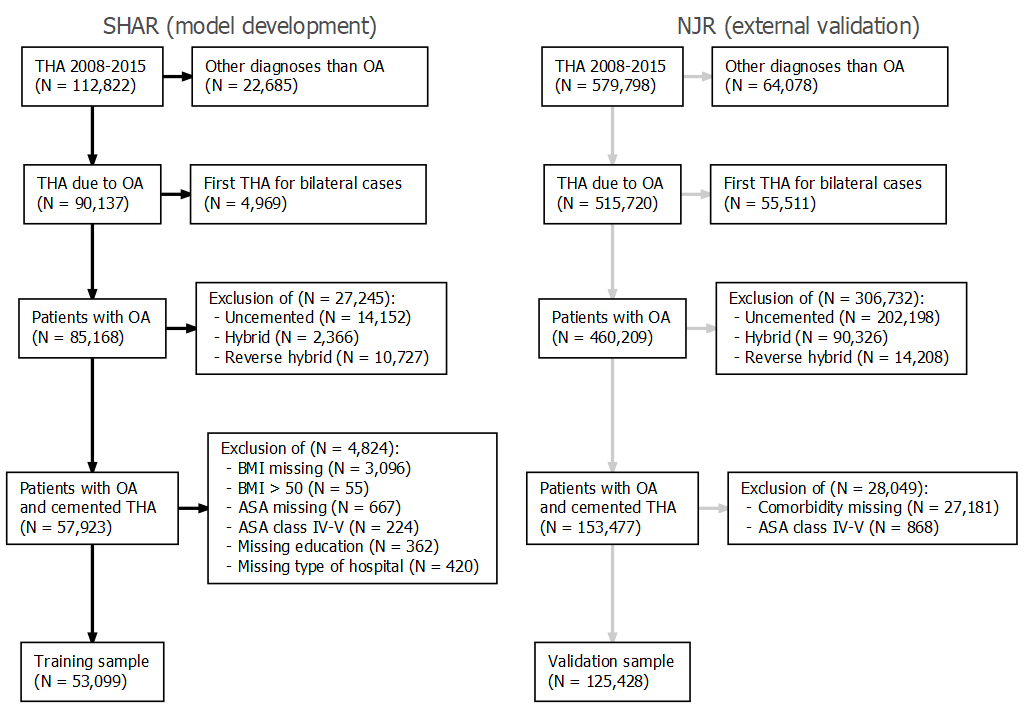 SHAR (model development)
THA 2008-2015
(N = 112,822)
Other diagnoses than OA
(N = 22,685)
THA due to OA
(N = 90,137)
First THA for bilateral cases
(N = 4,969)
Patients with OA
(N = 85,168)
Exclusion of (N = 27,245):
- Uncemented (N = 14,152)
- Hybrid (N = 2,366)
- Reverse hybrid (N = 10,727)
Patients with OA
and cemented THA
(N = 57,923)
Exclusion of (N = 4,824):
- BMI missing (N = 3,096)
- BMI > 50 (N = 55)
- ASA missing (N = 667)
- ASA class IV-V (N = 224)
- Missing education (N = 362)
- Missing type of hospital (N = 420)
Training sample
(N = 53,099)
NJR (external validation)
THA 2008-2015
(N = 579,798)
Other diagnoses than OA
(N = 64,078)
THA due to OA
(N = 515,720)
First THA for bilateral cases
(N = 55,511)
Patients with OA
(N = 460,209)
Exclusion of (N = 306,732):
- Uncemented (N = 202,198)
- Hybrid (N = 90,326)
- Reverse hybrid (N = 14,208)
Patients with OA
and cemented THA
(N = 153,477)
Exclusion of (N = 28,049):
- Comorbidity missing (N = 27,181)
- ASA class IV-V (N = 868)
Validation sample
(N = 125,428)